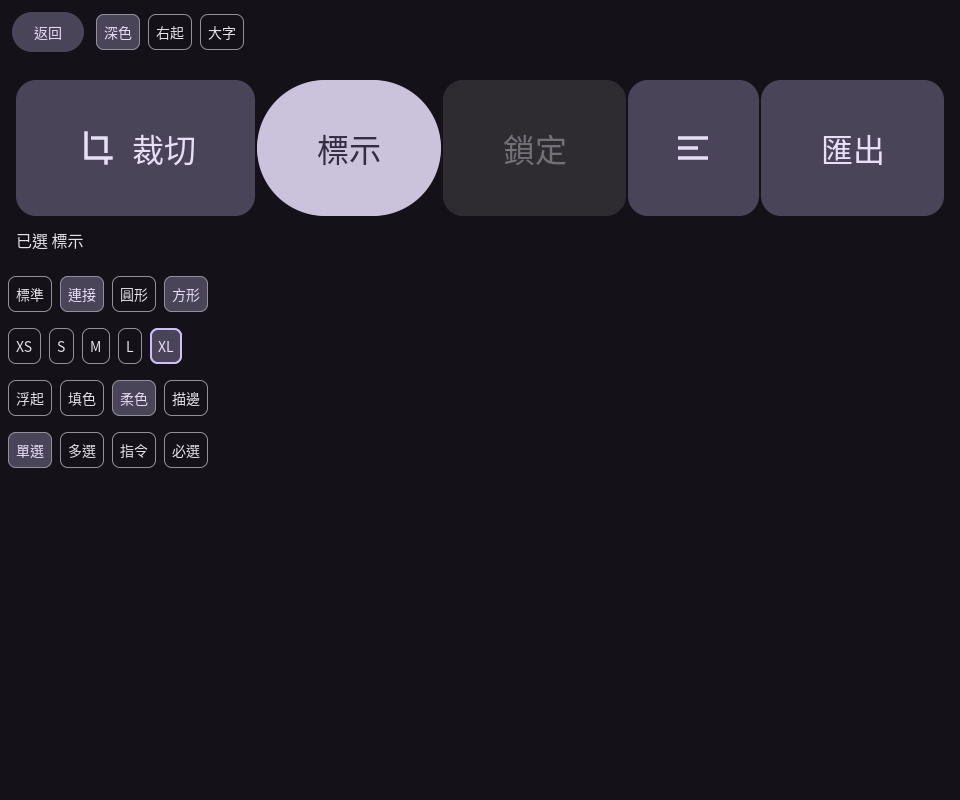 返回 深色 右起 大字
裁切 標示 鎖定 匯出
已選 標示
標準 連接 圓形 方形
XS S M L XL
浮起 填色 柔色 描邊
單選 多選 指令 必選